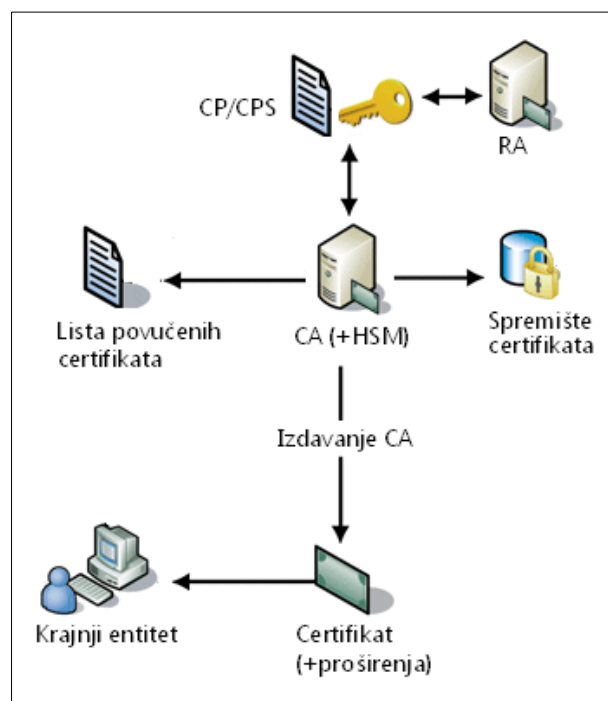 CP/CPS
RA
Lista povučenih
certifikata
CA (+HSM)
Spremište
certifikata
Izdavanje CA
Krajnji entitet
Certifikat
(+proširenja)